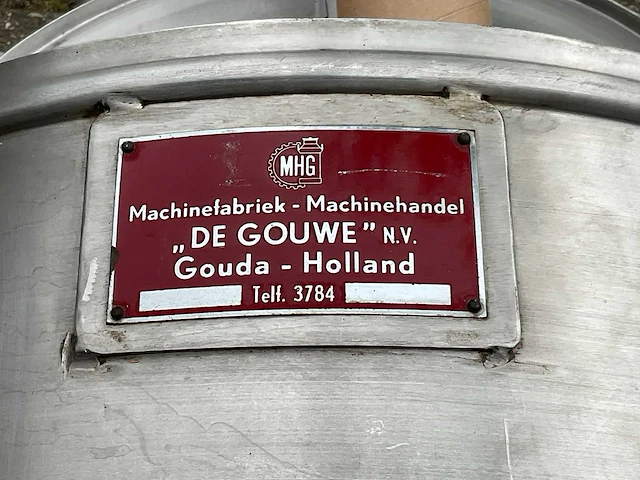 MHG
Machinefabriek - Machinehandel
„DE GOUWE” N.V.
Gouda - Holland
Telf. 3784